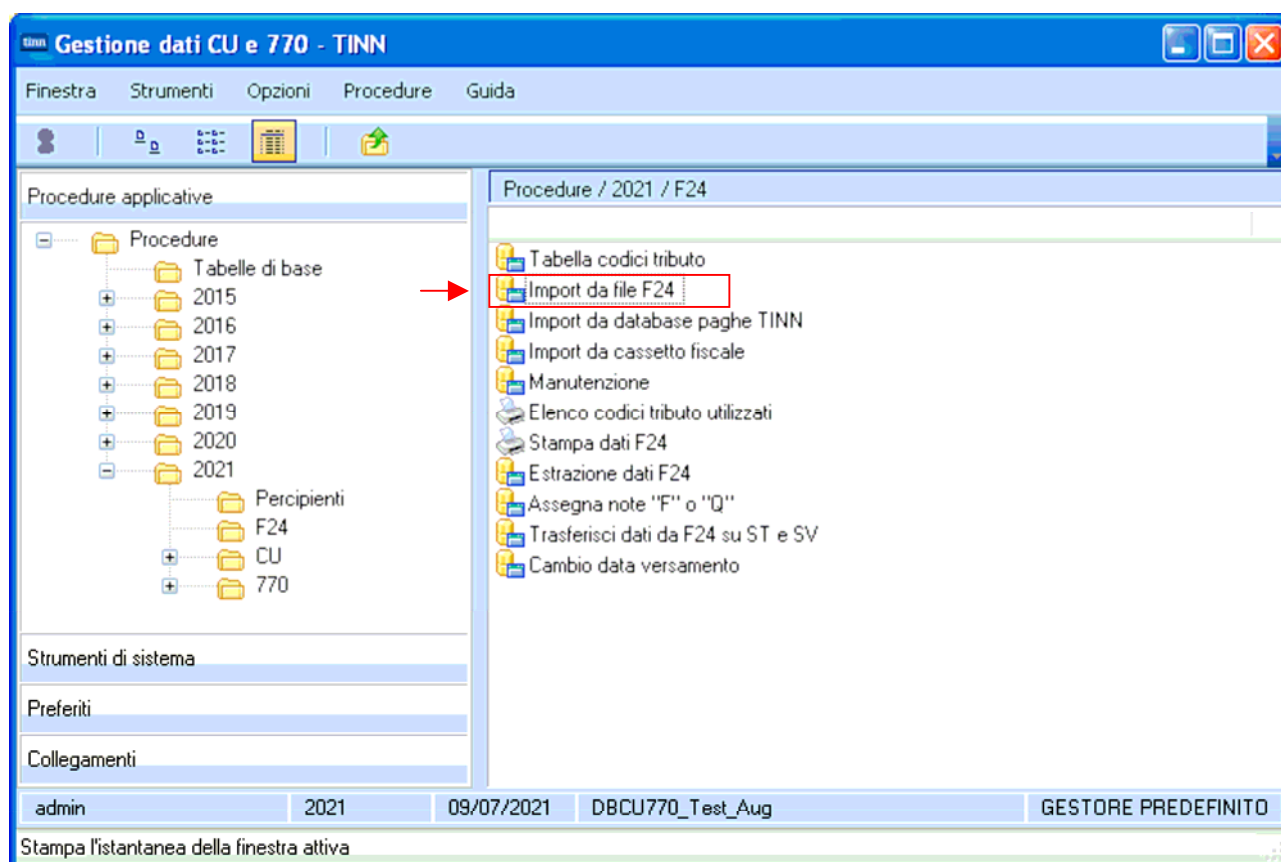 tinn Gestione dati CU e 770 - TINN
Finestra Strumenti Opzioni Procedure Guida
Procedure applicative
Procedure
Tabelle di base
2015
2016
2017
2018
2019
2020
2021
Percipienti
F24
CU
770
Strumenti di sistema
Preferiti
Collegamenti
Procedure / 2021 / F24
Tabella codici tributo
Import da file F24
Import da database paghe TINN
Import da cassetto fiscale
Manutenzione
Elenco codici tributo utilizzati
Stampa dati F24
Estrazione dati F24
Assegna note "F" o "Q"
Trasferisci dati da F24 su ST e SV
Cambio data versamento
admin 2021 09/07/2021 DBCU770_Test_Aug GESTORE PREDEFINITO
Stampa l'istantanea della finestra attiva